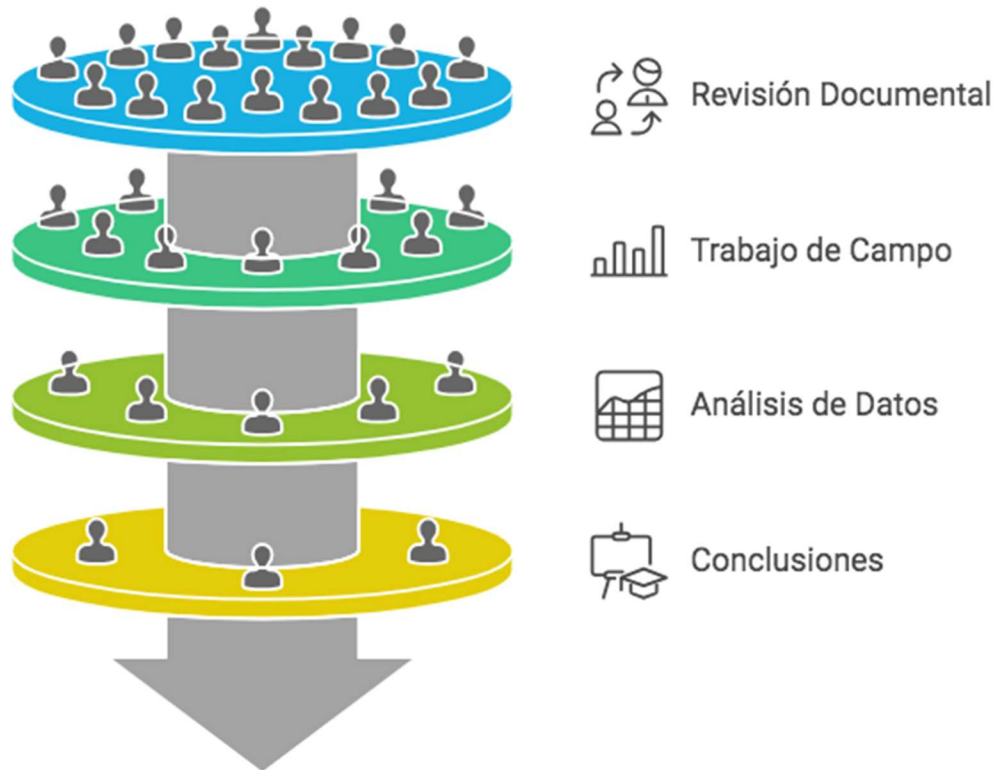 Revisión Documental
Trabajo de Campo
Análisis de Datos
Conclusiones